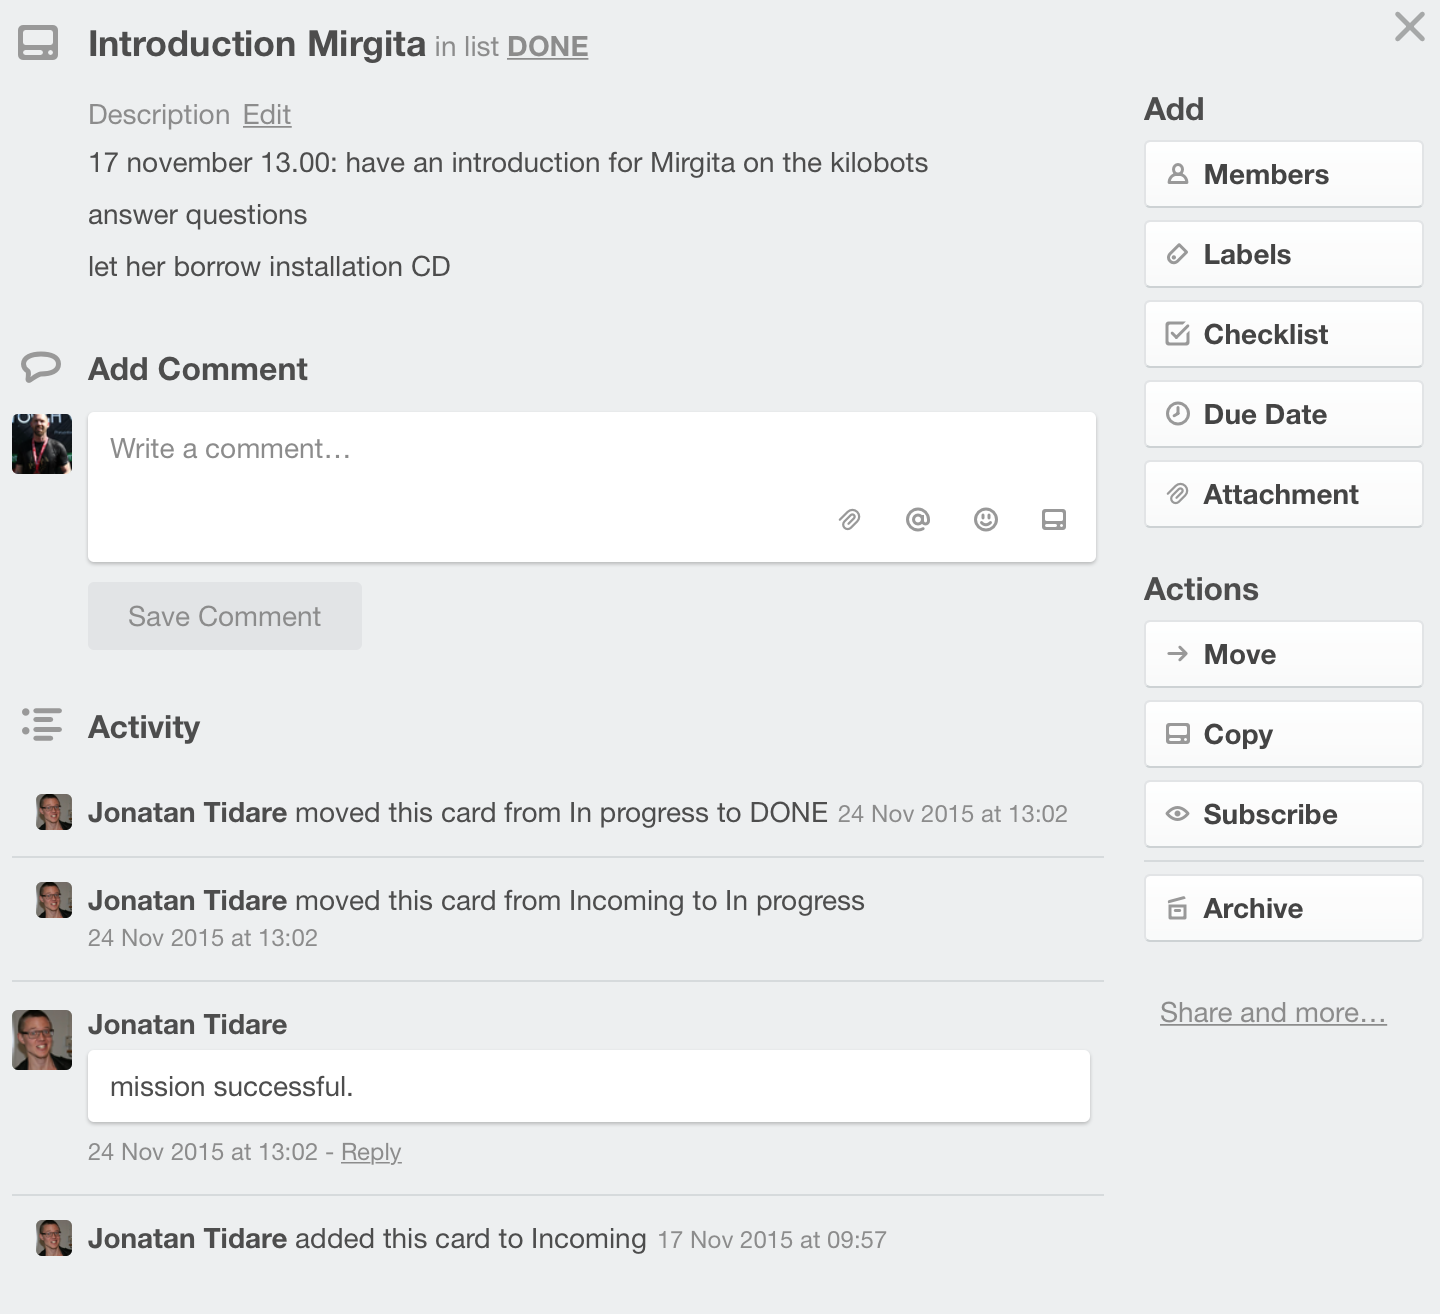 Introduction Mirgita in list DONE
Description Edit
17 november 13.00: have an introduction for Mirgita on the kilobots
answer questions
let her borrow installation CD
Add Comment
Write a comment…
Save Comment
Activity
Jonatan Tidare moved this card from In progress to DONE 24 Nov 2015 at 13:02
Jonatan Tidare moved this card from Incoming to In progress
24 Nov 2015 at 13:02
Jonatan Tidare
mission successful.
24 Nov 2015 at 13:02 - Reply
Jonatan Tidare added this card to Incoming 17 Nov 2015 at 09:57
Add
Members
Labels
Checklist
Due Date
Attachment
Actions
Move
Copy
Subscribe
Archive
Share and more…